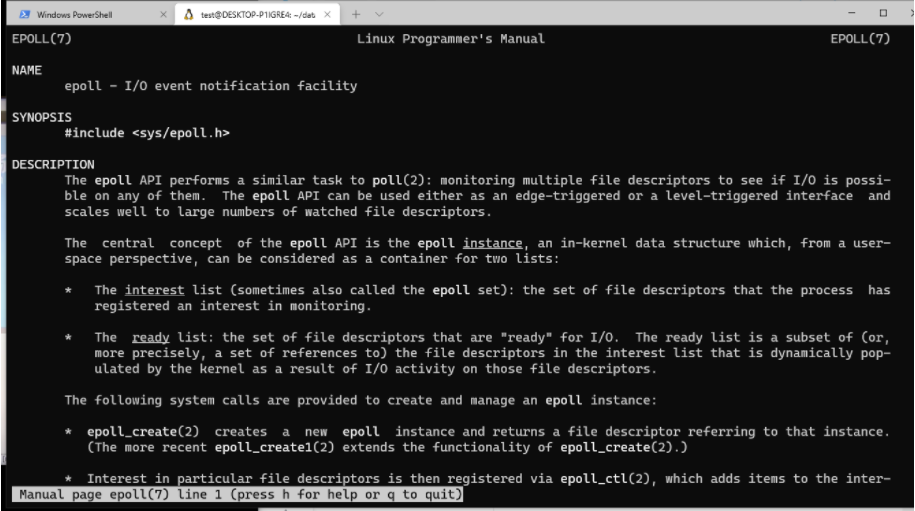 Windows PowerShell
test@DESKTOP-P1IGRE4: ~/dat
EPOLL(7) Linux Programmer's Manual EPOLL(7)
NAME
epoll - I/O event notification facility
SYNOPSIS
#include <sys/epoll.h>
DESCRIPTION
The epoll API performs a similar task to poll(2): monitoring multiple file descriptors to see if I/O is possi-
ble on any of them.  The epoll API can be used either as an edge-triggered or a level-triggered interface  and
scales well to large numbers of watched file descriptors.
The  central  concept  of the epoll API is the epoll instance, an in-kernel data structure which, from a user-
space perspective, can be considered as a container for two lists:
*   The interest list (sometimes also called the epoll set): the set of file descriptors that the process  has
registered an interest in monitoring.
*   The  ready list: the set of file descriptors that are "ready" for I/O.  The ready list is a subset of (or,
more precisely, a set of references to) the file descriptors in the interest list that is dynamically pop-
ulated by the kernel as a result of I/O activity on those file descriptors.
The following system calls are provided to create and manage an epoll instance:
*  epoll_create(2)  creates  a  new  epoll  instance and returns a file descriptor referring to that instance.
(The more recent epoll_create1(2) extends the functionality of epoll_create(2).)
*  Interest in particular file descriptors is then registered via epoll_ctl(2), which adds items to the inter-
Manual page epoll(7) line 1 (press h for help or q to quit)